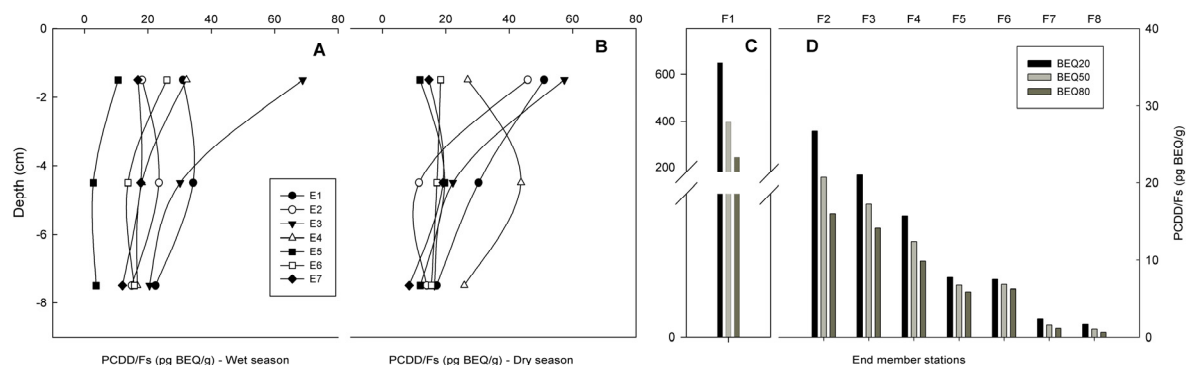 0 20 40 60 80
0 20 40 60 80
F1
F2 F3 F4 F5 F6 F7 F8
A
B
C
D
0
-2
-4
-6
-8
Depth (cm)
E1
E2
E3
E4
E5
E6
E7
600
400
200
0
BEQ20
BEQ50
BEQ80
40
30
20
10
0
PCDD/Fs (pg BEQ/g)
PCDD/Fs (pg BEQ/g) - Wet season
PCDD/Fs (pg BEQ/g) - Dry season
End member stations